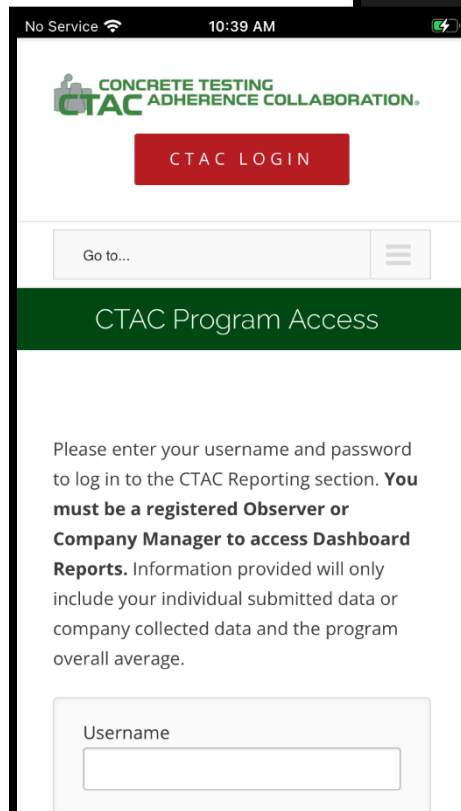 No Service 10:39 AM
CONCRETE TESTING
CTAC ADHERENCE COLLABORATION®
CTAC LOGIN
Go to...
CTAC Program Access
Please enter your username and password
to log in to the CTAC Reporting section. You
must be a registered Observer or
Company Manager to access Dashboard
Reports. Information provided will only
include your individual submitted data or
company collected data and the program
overall average.
Username